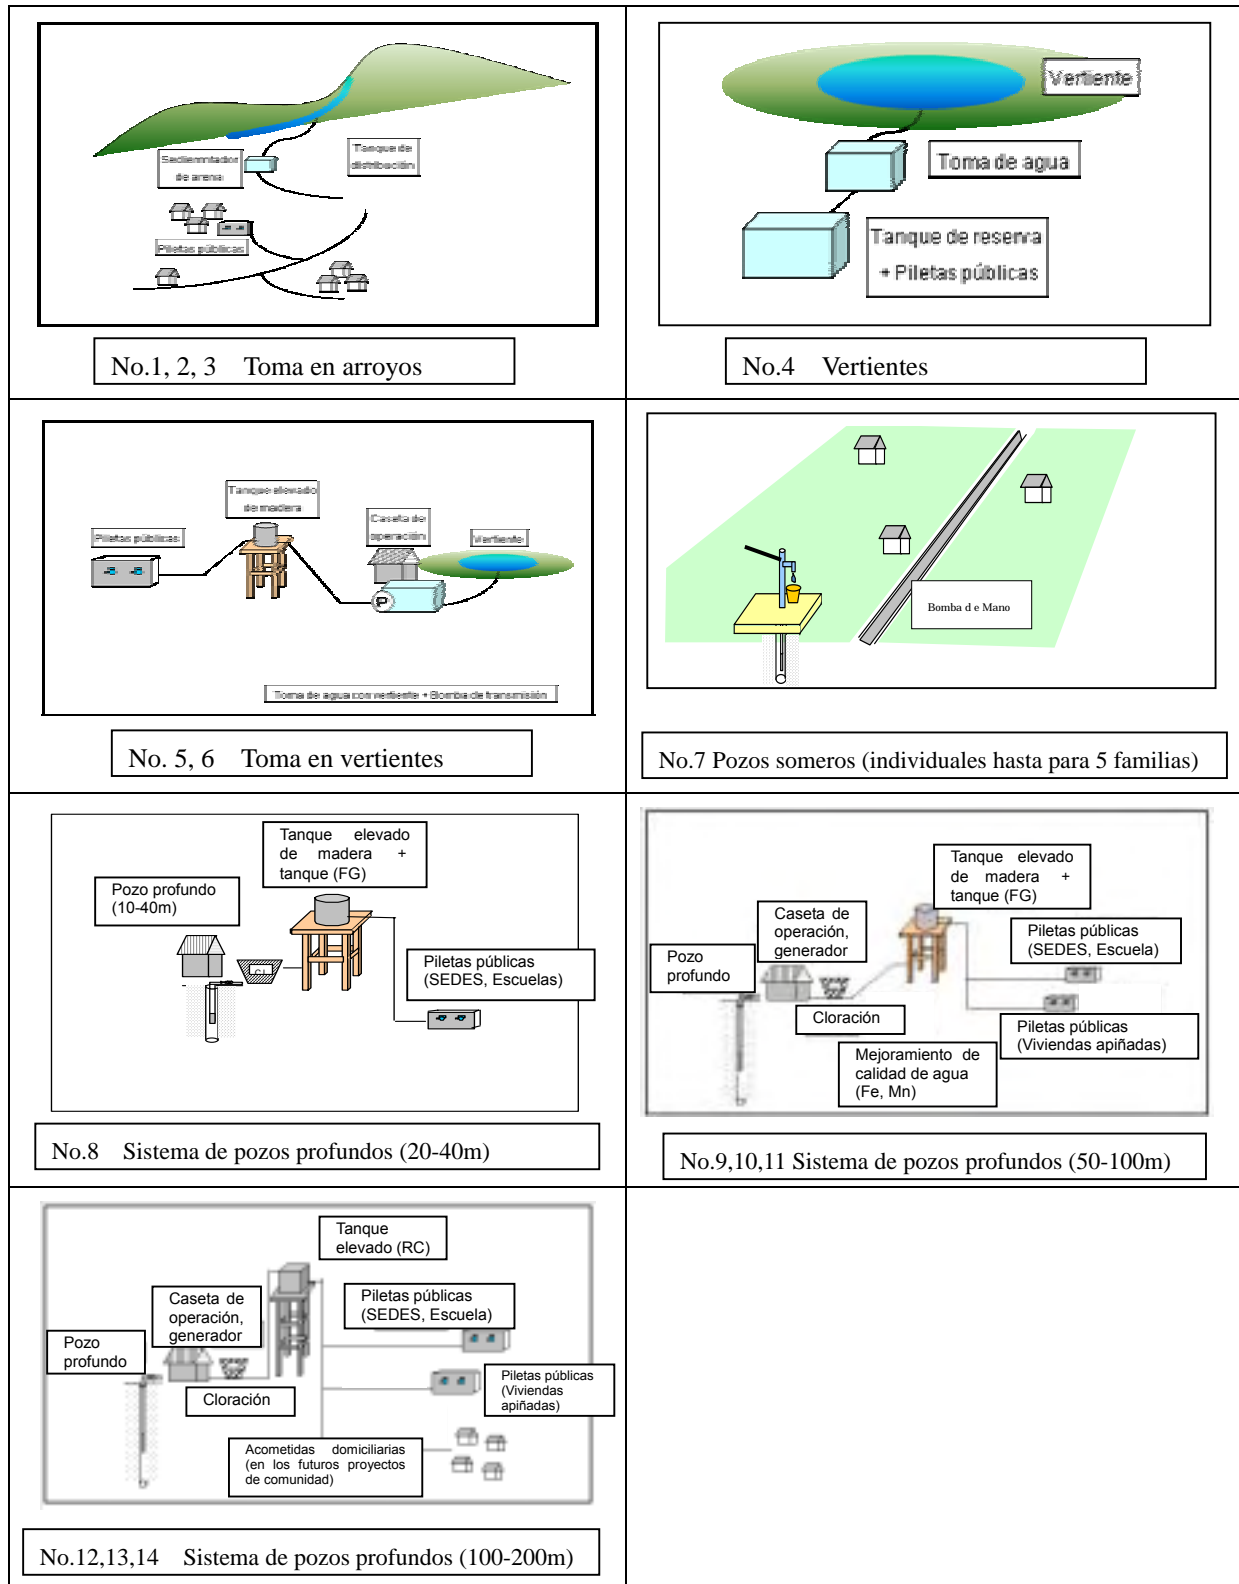 Sedienmtador
de arena
Tanque de
distribución
Piletas públicas
No.1, 2, 3 Toma en arroyos
Vertiente
Toma de agua
Tanque de reserva
+ Piletas públicas
No.4 Vertientes
Tanque elevado
de madera
Piletas públicas
Caseta de
operación
Vertiente
P
Toma de agua con vertiente + Bomba de transmisión
No. 5, 6 Toma en vertientes
Bomba d e Mano
No.7 Pozos someros (individuales hasta para 5 familias)
Tanque elevado
de madera +
tanque (FG)
Pozo profundo
(10-40m)
Piletas públicas
(SEDES, Escuelas)
No.8 Sistema de pozos profundos (20-40m)
Tanque elevado
de madera +
tanque (FG)
Caseta de
operación,
generador
Piletas públicas
(SEDES, Escuela)
Pozo
profundo
Cloración
Piletas públicas
(Viviendas apiñadas)
Mejoramiento de
calidad de agua
(Fe, Mn)
No.9,10,11 Sistema de pozos profundos (50-100m)
Tanque
elevado (RC)
Caseta de
operación,
generador
Piletas públicas
(SEDES, Escuela)
Pozo
profundo
Cloración
Piletas públicas
(Viviendas
apiñadas)
Acometidas domiciliarias
(en los futuros proyectos
de comunidad)
No.12,13,14 Sistema de pozos profundos (100-200m)